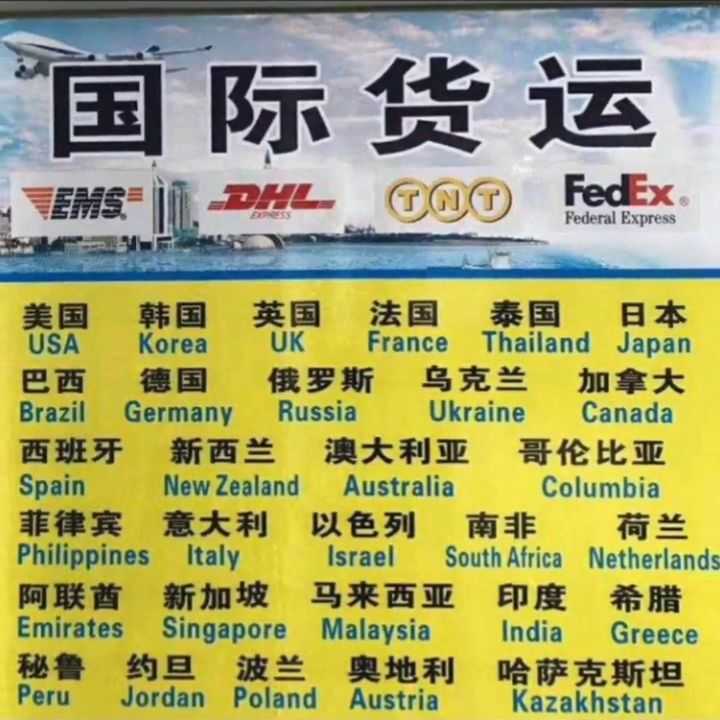 国际货运
EMS DHL EXPRESS TNT FedEx ® Federal Express
美国 韩国 英国 法国 泰国 日本
USA Korea UK France Thailand Japan
巴西 德国 俄罗斯 乌克兰 加拿大
Brazil Germany Russia Ukraine Canada
西班牙 新西兰 澳大利亚 哥伦比亚
Spain New Zealand Australia Columbia
菲律宾 意大利 以色列 南非 荷兰
Philippines Italy Israel South Africa Netherlands
阿联酋 新加坡 马来西亚 印度 希腊
Emirates Singapore Malaysia India Greece
秘鲁 约旦 波兰 奥地利 哈萨克斯坦
Peru Jordan Poland Austria Kazakhstan